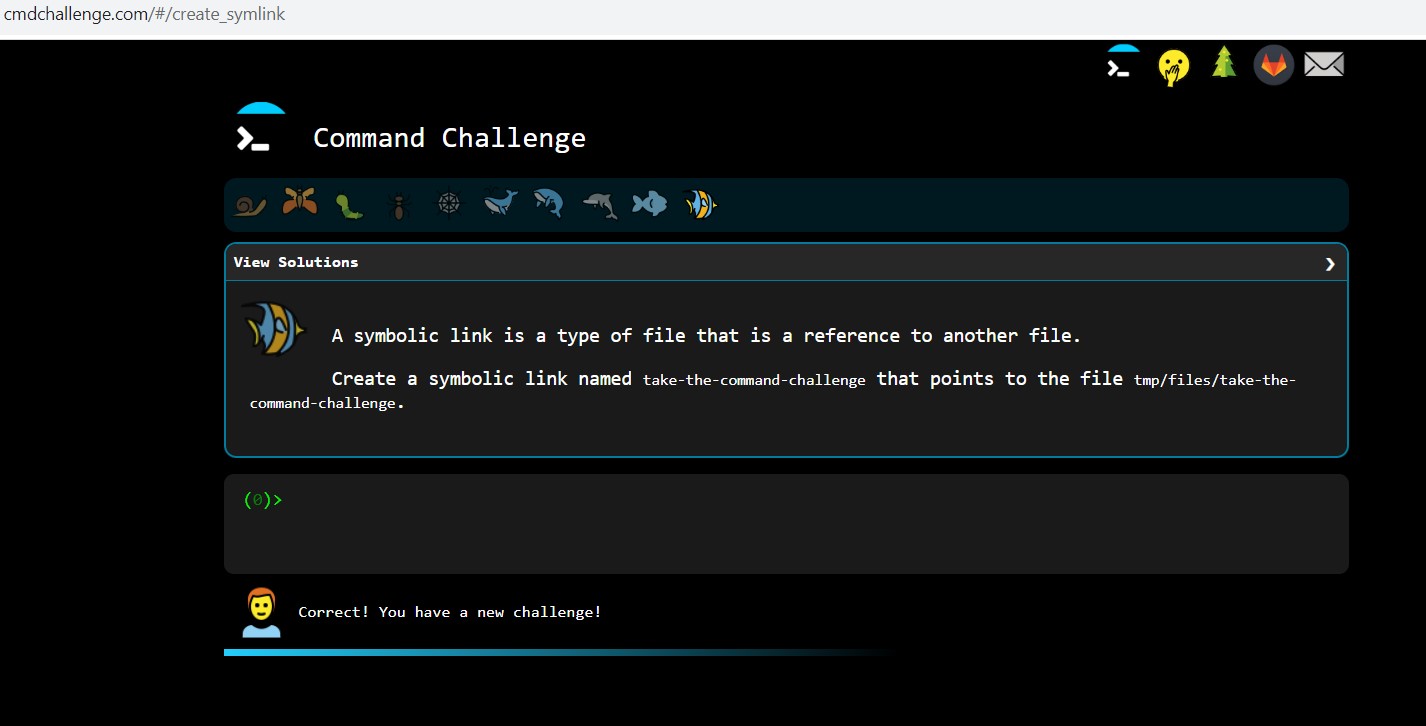 cmdchallenge.com/#/create_symlink
Command Challenge
View Solutions
A symbolic link is a type of file that is a reference to another file.
Create a symbolic link named take-the-command-challenge that points to the file tmp/files/take-the-
command-challenge.
(0)>
Correct! You have a new challenge!